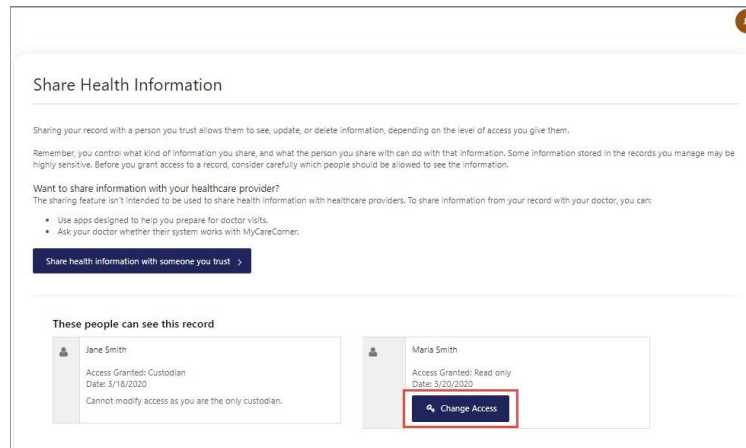 Share Health Information
Sharing your record with a person you trust allows them to see, update, or delete information, depending on the level of access you give them.
Remember, you control what kind of information you share, and what the person you share with can do with that information. Some information stored in the records you manage may be
highly sensitive. Before you grant access to a record, consider carefully which people should be allowed to see the information.
Want to share information with your healthcare provider?
The sharing feature isn't intended to be used to share health information with healthcare providers. To share information from your record with your doctor, you can:
• Use apps designed to help you prepare for doctor visits.
• Ask your doctor whether their system works with MyCareCorner.
Share health information with someone you trust >
These people can see this record
Jane Smith
Access Granted: Custodian
Date: 3/18/2020
Cannot modify access as you are the only custodian.
Maria Smith
Access Granted: Read only
Date: 3/20/2020
Change Access